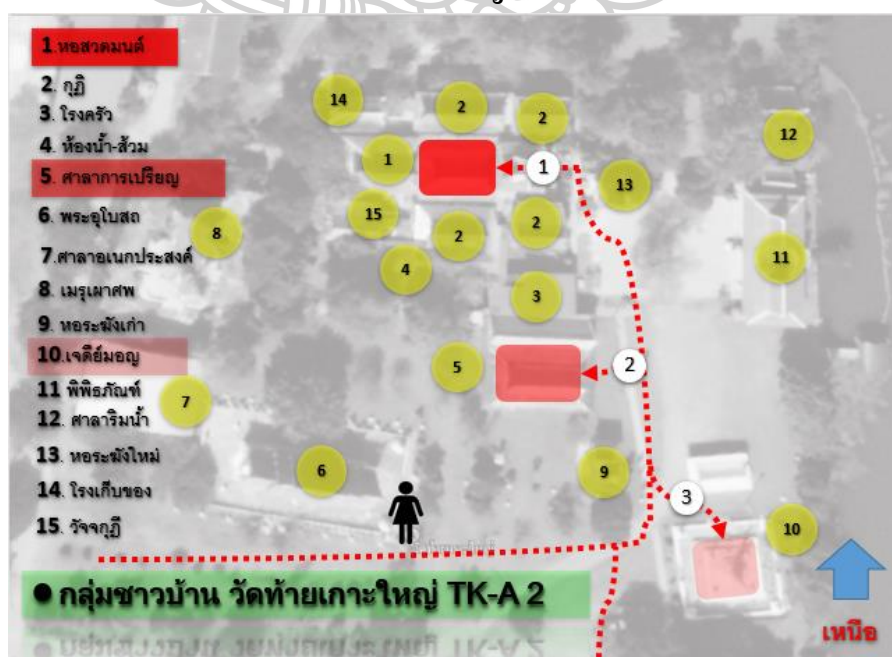 1.หอสวดมนต์
2. กุฏิ
3. โรงครัว
4. ห้องน้ำ-ส้วม
5. ศาลาการเปรียญ
6. พระอุโบสถ
7.ศาลาอเนกประสงค์
8. เมรุเผาศพ
9. หอระฆังเก่า
10.เจดีย์มอญ
11 พิพิธภัณฑ์
12. ศาลาริมน้ำ
13. หอระฆังใหม่
14. โรงเก็บของ
15. วัจจกุฎี
14
2
2
12
1
1
13
15
2
2
8
4
11
3
5
2
7
6
9
3
10
● กลุ่มชาวบ้าน วัดท้ายเกาะใหญ่ TK-A 2
เหนือ